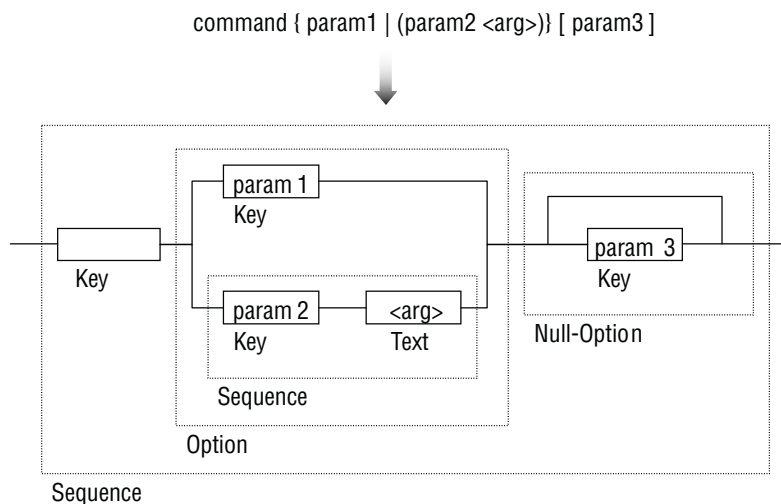 command { param1 | (param2 <arg>)} [ param3 ]
param 1
Key
Key
param 3
Key
param 2
<arg>
Key
Text
Null-Option
Sequence
Option
Sequence